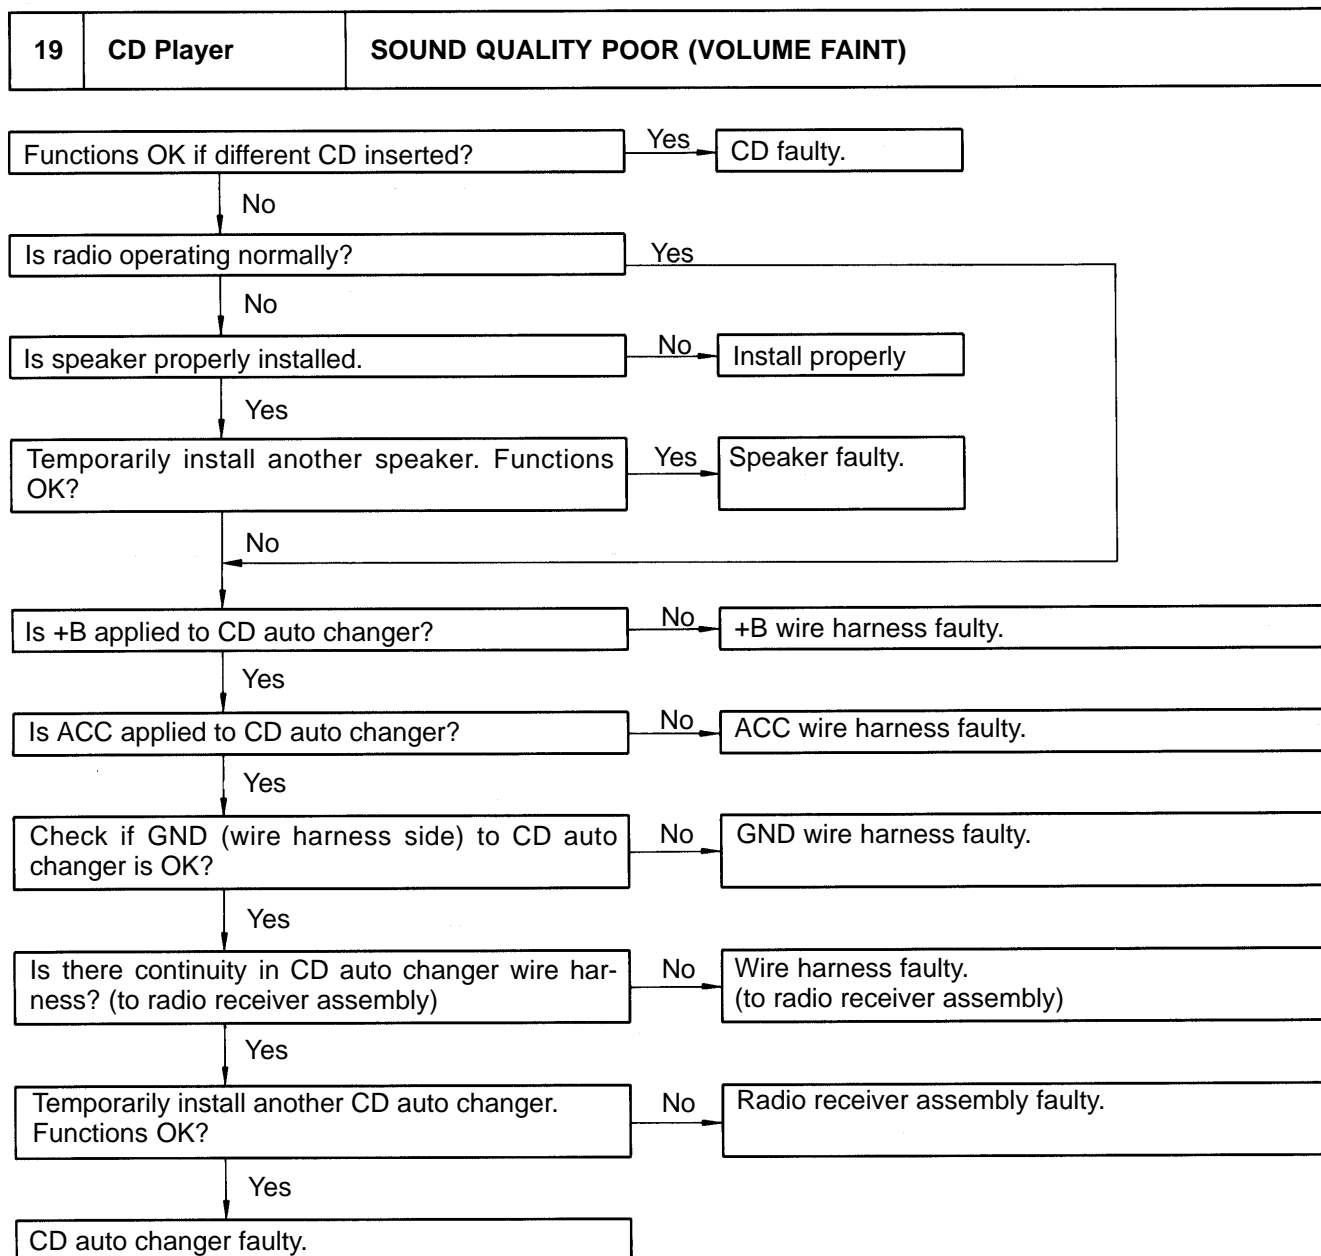 19 CD Player SOUND QUALITY POOR (VOLUME FAINT)
Functions OK if different CD inserted?
Yes
CD faulty.
No
Is radio operating normally?
Yes
No
Is speaker properly installed.
No
Install properly
Yes
Temporarily install another speaker. Functions
OK?
Yes
Speaker faulty.
No
Is +B applied to CD auto changer?
No
+B wire harness faulty.
Yes
Is ACC applied to CD auto changer?
No
ACC wire harness faulty.
Yes
Check if GND (wire harness side) to CD auto
changer is OK?
No
GND wire harness faulty.
Yes
Is there continuity in CD auto changer wire har-
ness? (to radio receiver assembly)
No
Wire harness faulty.
(to radio receiver assembly)
Yes
Temporarily install another CD auto changer.
Functions OK?
No
Radio receiver assembly faulty.
Yes
CD auto changer faulty.